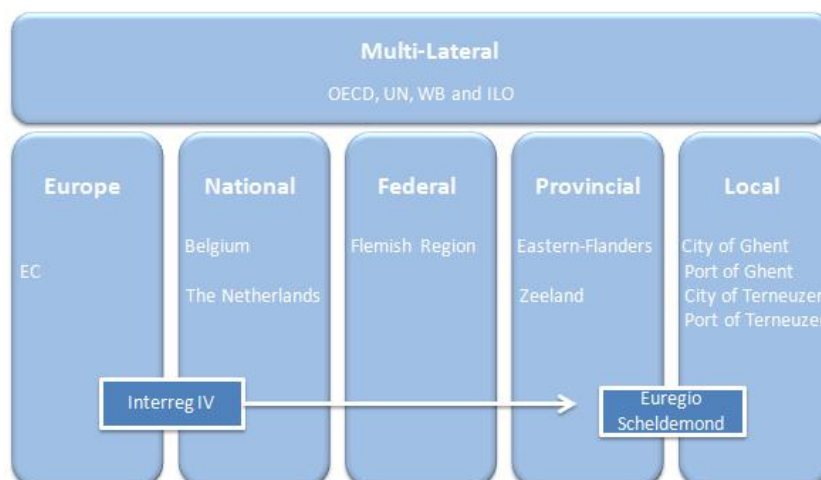 Multi-Lateral
OECD, UN, WB and ILO
Europe
EC
National
Belgium
The Netherlands
Federal
Flemish Region
Provincial
Eastern-Flanders
Zeeland
Local
City of Ghent
Port of Ghent
City of Terneuzen
Port of Terneuzen
Interreg IV
Euregio
Scheldemond